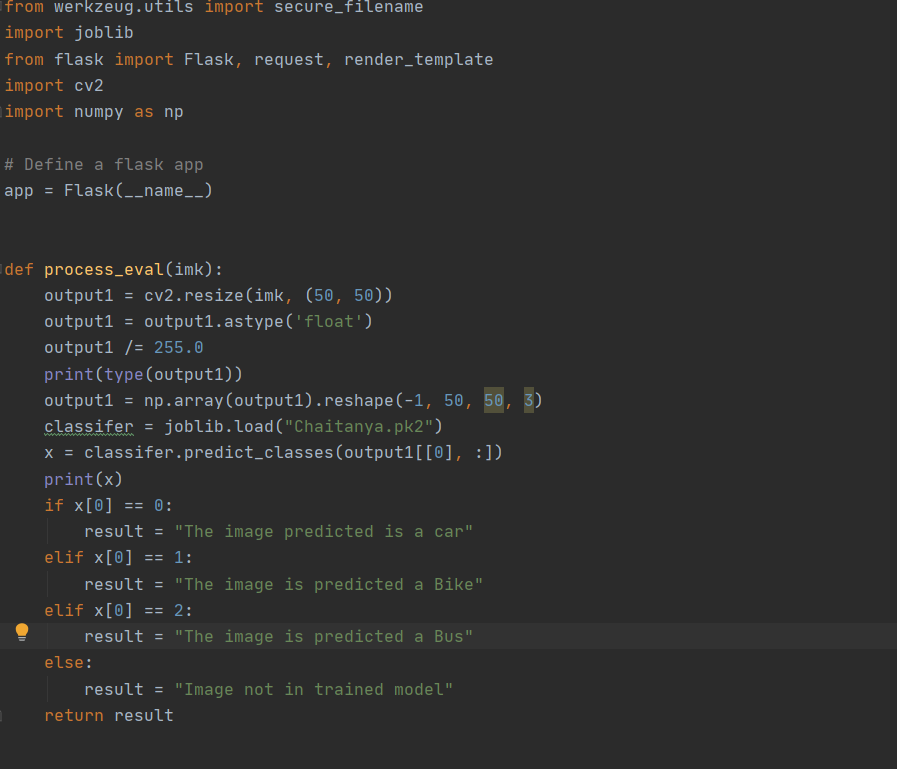 from werkzeug.utils import secure_filename
import joblib
from flask import Flask, request, render_template
import cv2
import numpy as np

# Define a flask app
app = Flask(__name__)


def process_eval(imk):
    output1 = cv2.resize(imk, (50, 50))
    output1 = output1.astype('float')
    output1 /= 255.0
    print(type(output1))
    output1 = np.array(output1).reshape(-1, 50, 50, 3)
    classifer = joblib.load("Chaitanya.pk2")
    x = classifer.predict_classes(output1[[0], :])
    print(x)
    if x[0] == 0:
        result = "The image predicted is a car"
    elif x[0] == 1:
        result = "The image is predicted a Bike"
    elif x[0] == 2:
        result = "The image is predicted a Bus"
    else:
        result = "Image not in trained model"
    return result